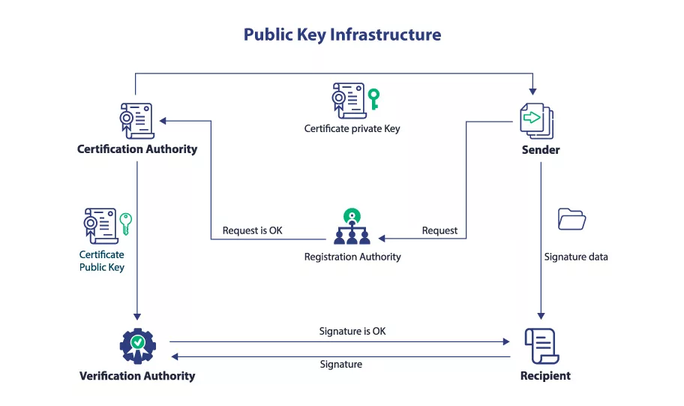 Public Key Infrastructure
Certificate private Key
Certification Authority
Sender
Request is OK
Request
Registration Authority
Certificate
Public Key
Signature data
Signature is OK
Signature
Verification Authority
Recipient